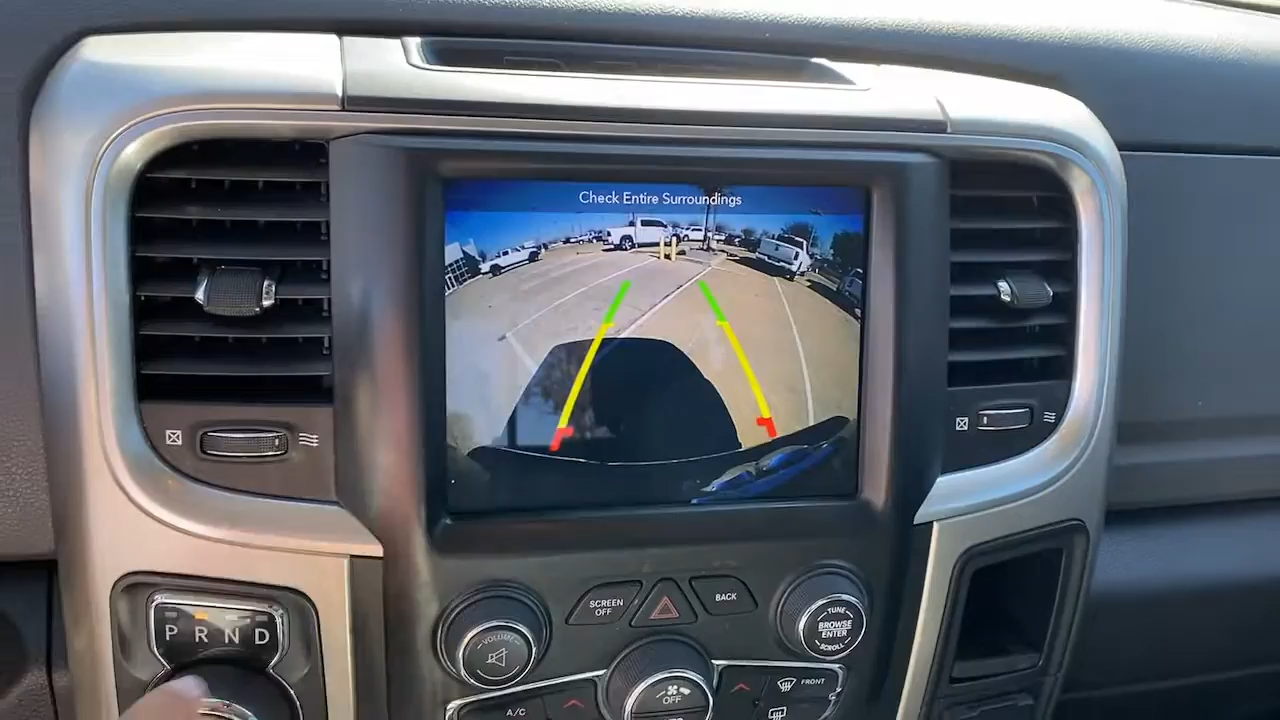 Check Entire Surroundings
P R N D
VOLUME
SCREEN
OFF
BACK
TUNE
BROWSE
ENTER
SCROLL
OFF
A/C
FRONT